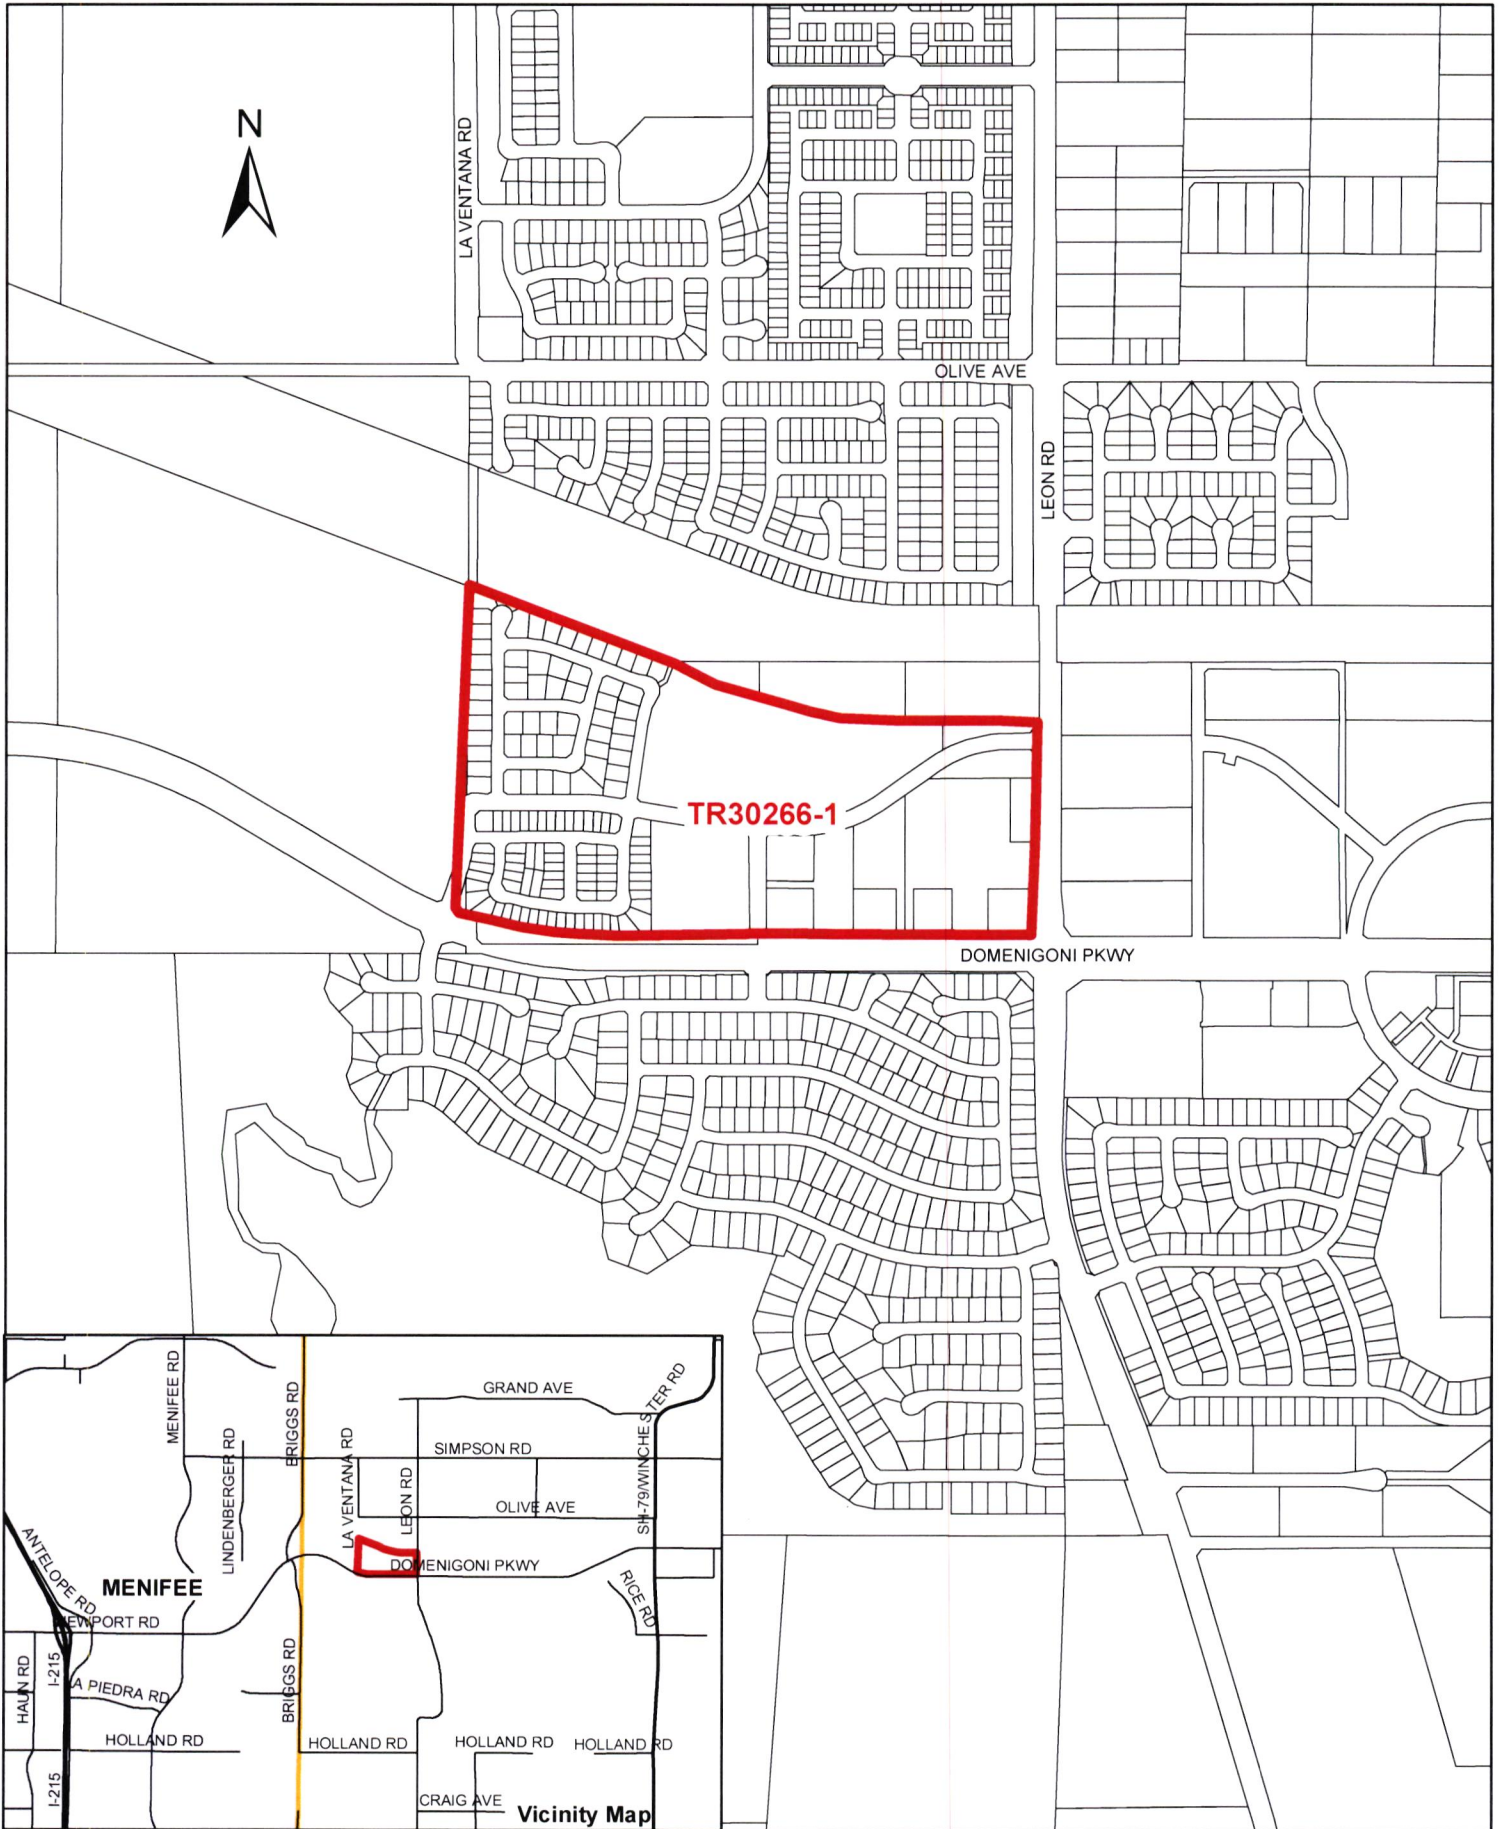 N
LA VENTANA RD
OLIVE AVE
LEON RD
TR30266-1
DOMENIGONI PKWY
MENIFEE RD
BRIGGS RD
GRAND AVE
SH-79/WINCHESTER RD
LINDENBERGER RD
LA VENTANA RD
LEON RD
SIMPSON RD
OLIVE AVE
ANTELOPE RD
MENIFEE
DOMENIGONI PKWY
RICE RD
EWPORT RD
HAUN RD
I-215
A PIEDRA RD
BRIGGS RD
HOLLAND RD
HOLLAND RD
HOLLAND RD
HOLLAND RD
I-215
CRAIG AVE
Vicinity Map